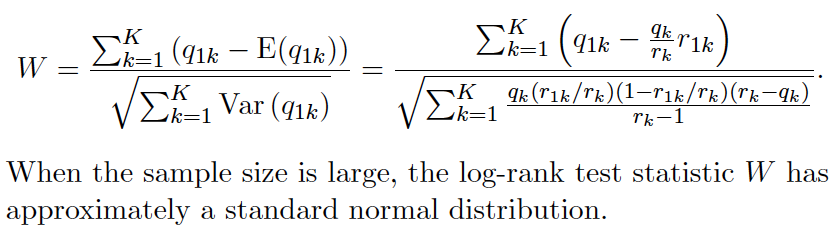 W = \frac{\sum_{k=1}^{K} (q_{1k} − E(q_{1k}))}{\sqrt{\sum_{k=1}^{K} Var (q_{1k})}} = \frac{\sum_{k=1}^{K} \left( q_{1k} − \frac{q_k}{r_k} r_{1k} \right)}{\sqrt{\sum_{k=1}^{K} \frac{q_k(r_{1k}/r_k)(1−r_{1k}/r_k)(r_k−q_k)}{r_k−1}}}.
When the sample size is large, the log-rank test statistic W has
approximately a standard normal distribution.